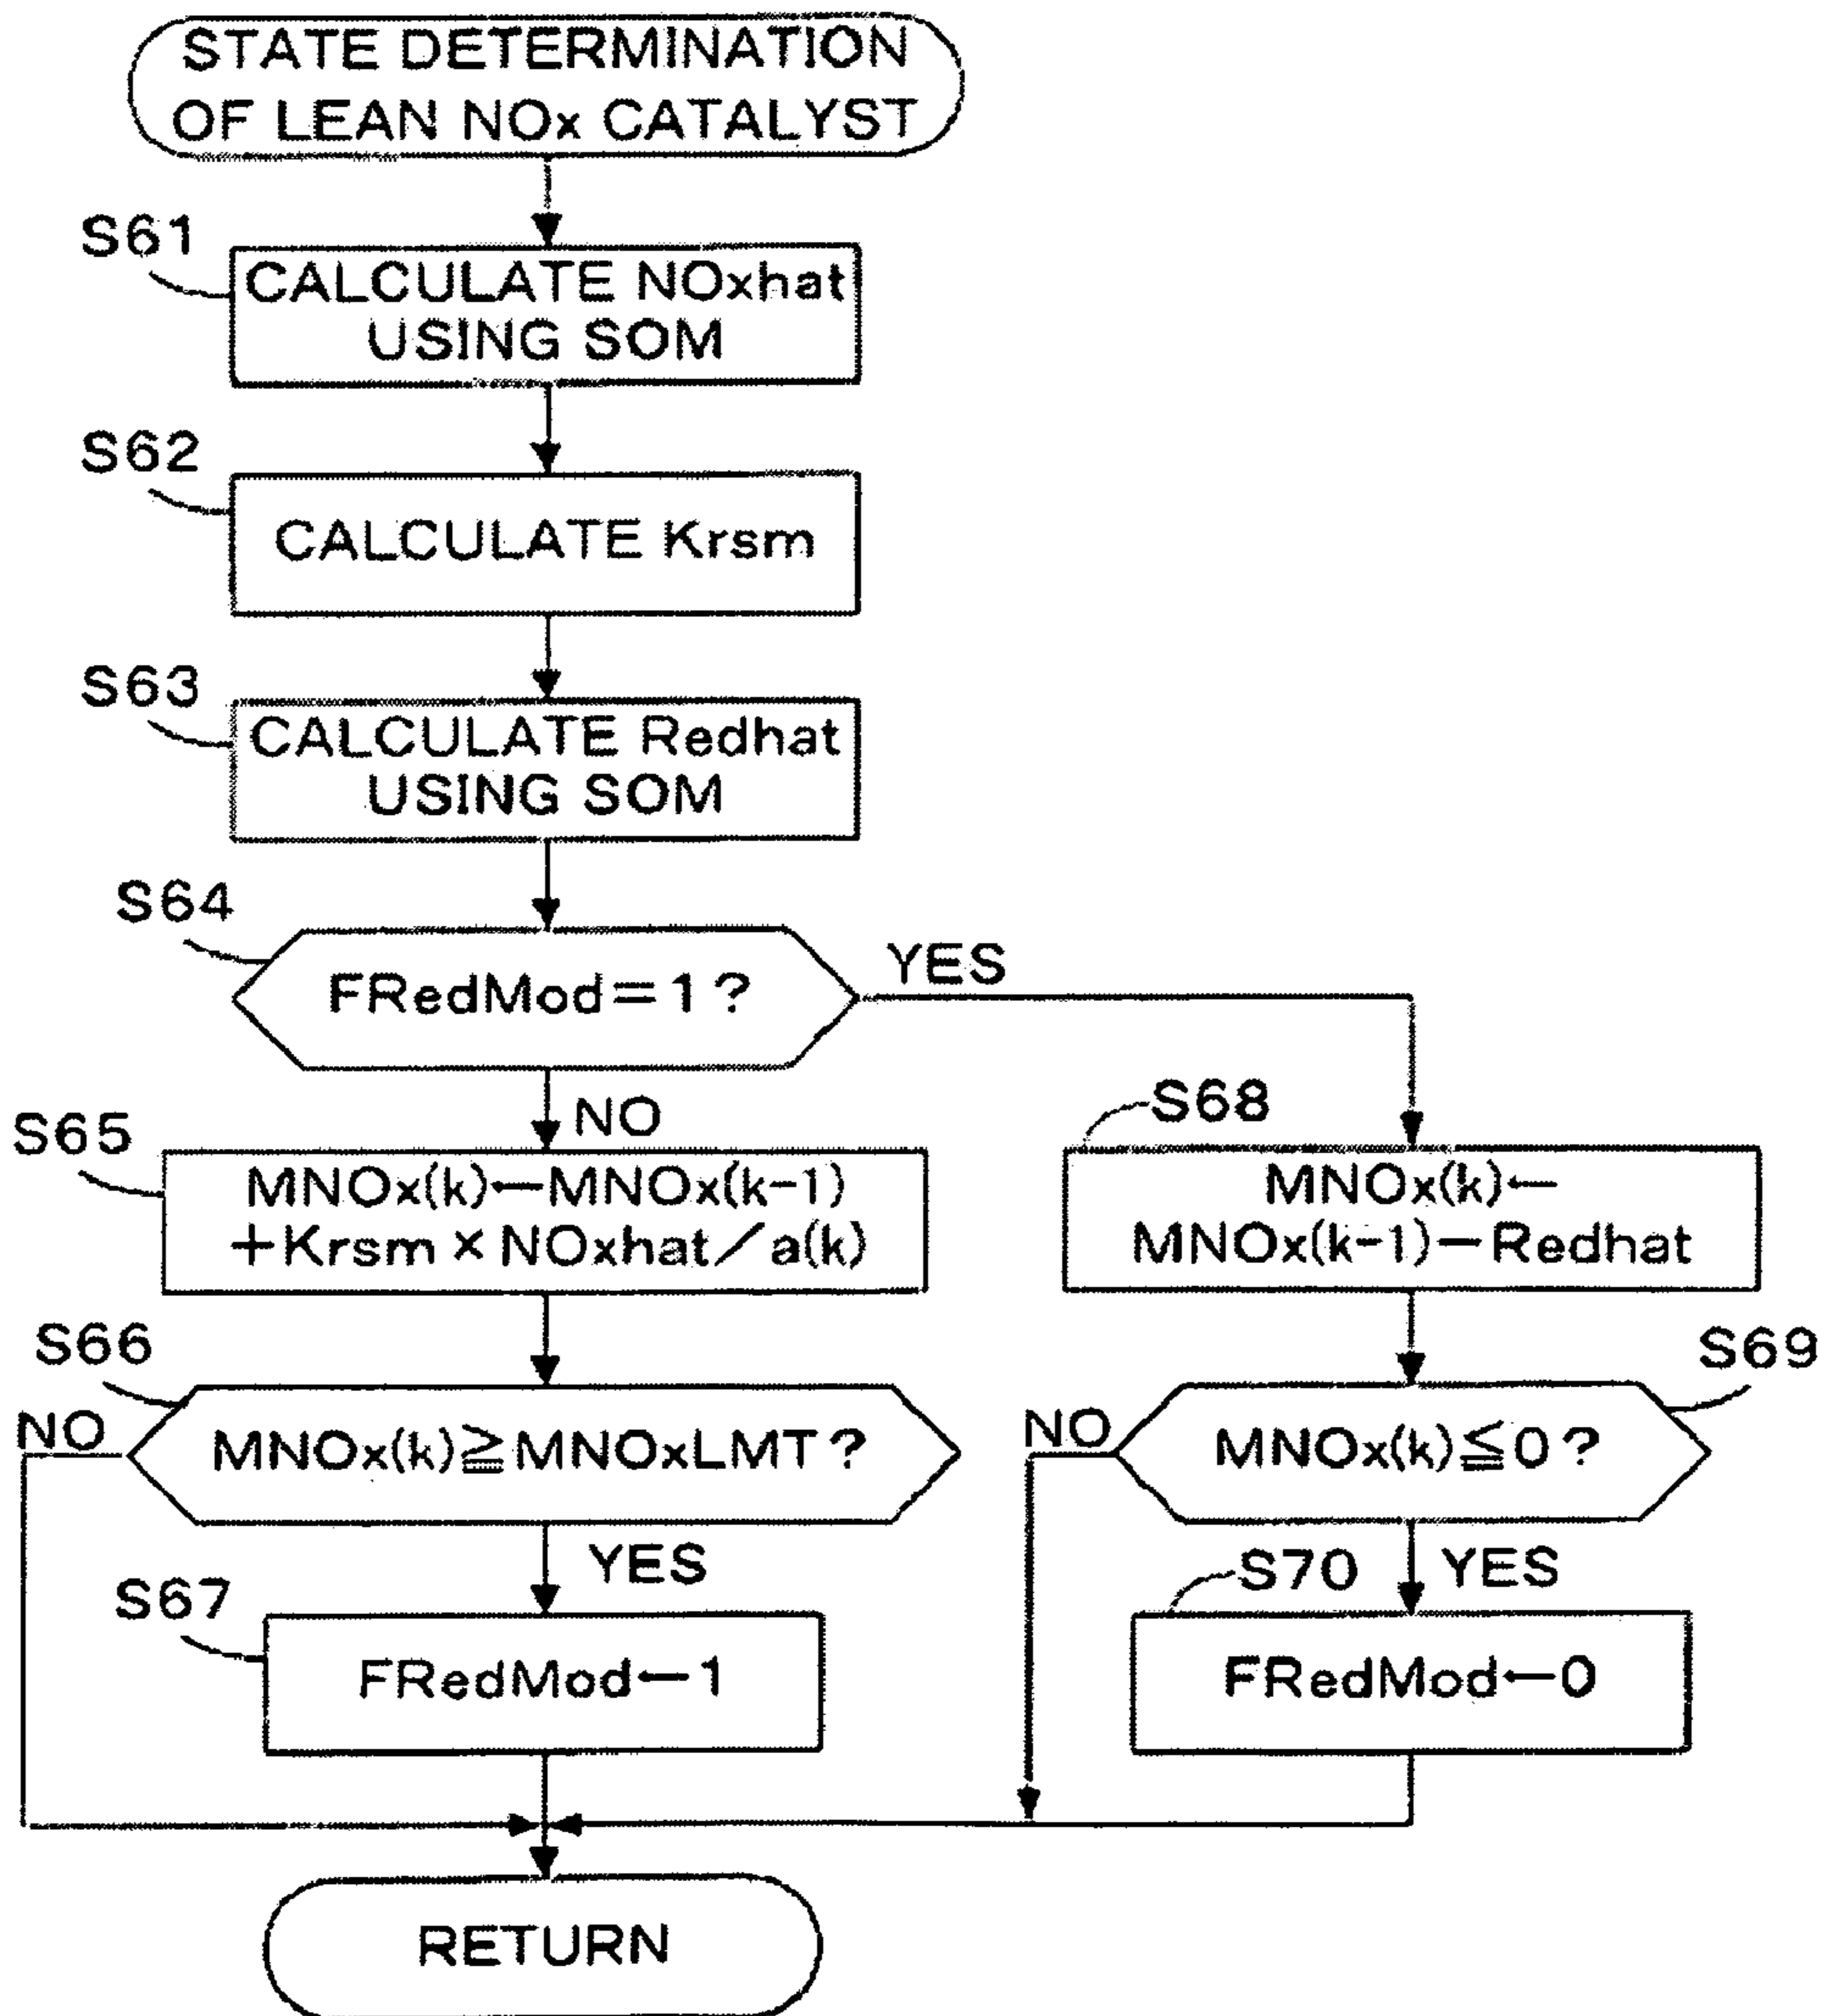 STATE DETERMINATION
OF LEAN NOx CATALYST
S61
CALCULATE NOxhat
USING SOM
S62
CALCULATE Krsm
S63
CALCULATE Redhat
USING SOM
S64
FRedMod=1?
YES
NO
S65
MNOx(k)←MNOx(k-1)
+Krsm×NOxhat/a(k)
S68
MNOx(k)←
MNOx(k-1)-Redhat
S66
NO
MNOx(k)≧MNOxLMT?
YES
S69
NO
MNOx(k)≦0?
YES
S67
FRedMod←1
S70
FRedMod←0
RETURN